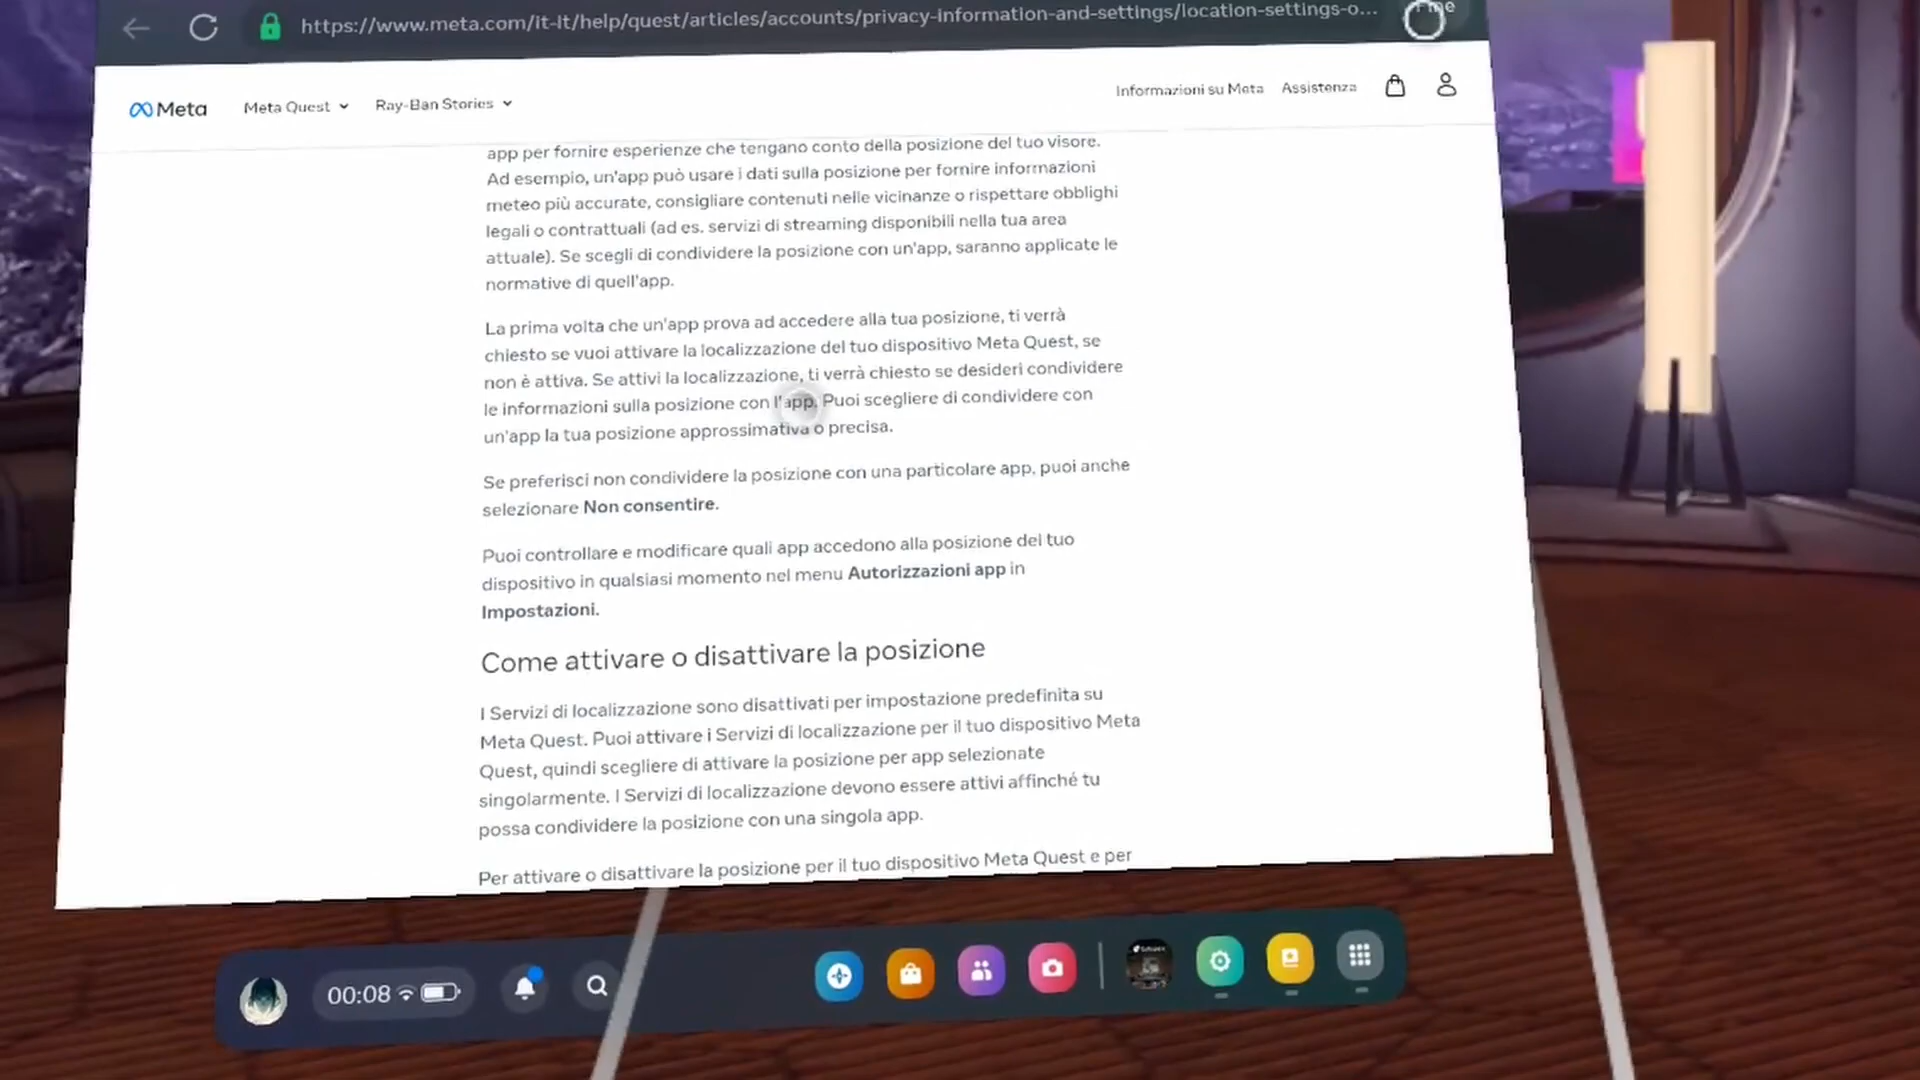 https://www.meta.com/it-it/help/quest/articles/accounts/privacy-information-and-settings/location-settings-o...
Meta
Meta Quest
Ray-Ban Stories
Informazioni su Meta
Assistenza
app per fornire esperienze che tengano conto della posizione del tuo visore.
Ad esempio, un'app può usare i dati sulla posizione per fornire informazioni
meteo più accurate, consigliare contenuti nelle vicinanze o rispettare obblighi
legali o contrattuali (ad es. servizi di streaming disponibili nella tua area
attuale). Se scegli di condividere la posizione con un'app, saranno applicate le
normative di quell'app.
La prima volta che un'app prova ad accedere alla tua posizione, ti verrà
chiesto se vuoi attivare la localizzazione del tuo dispositivo Meta Quest, se
non è attiva. Se attivi la localizzazione, ti verrà chiesto se desideri condividere
le informazioni sulla posizione con l'app. Puoi scegliere di condividere con
un'app la tua posizione approssimativa o precisa.
Se preferisci non condividere la posizione con una particolare app, puoi anche
selezionare Non consentire.
Puoi controllare e modificare quali app accedono alla posizione del tuo
dispositivo in qualsiasi momento nel menu Autorizzazioni app in
Impostazioni.
Come attivare o disattivare la posizione
I Servizi di localizzazione sono disattivati per impostazione predefinita su
Meta Quest. Puoi attivare i Servizi di localizzazione per il tuo dispositivo Meta
Quest, quindi scegliere di attivare la posizione per app selezionate
singolarmente. I Servizi di localizzazione devono essere attivi affinché tu
possa condividere la posizione con una singola app.
Per attivare o disattivare la posizione per il tuo dispositivo Meta Quest e per
00:08